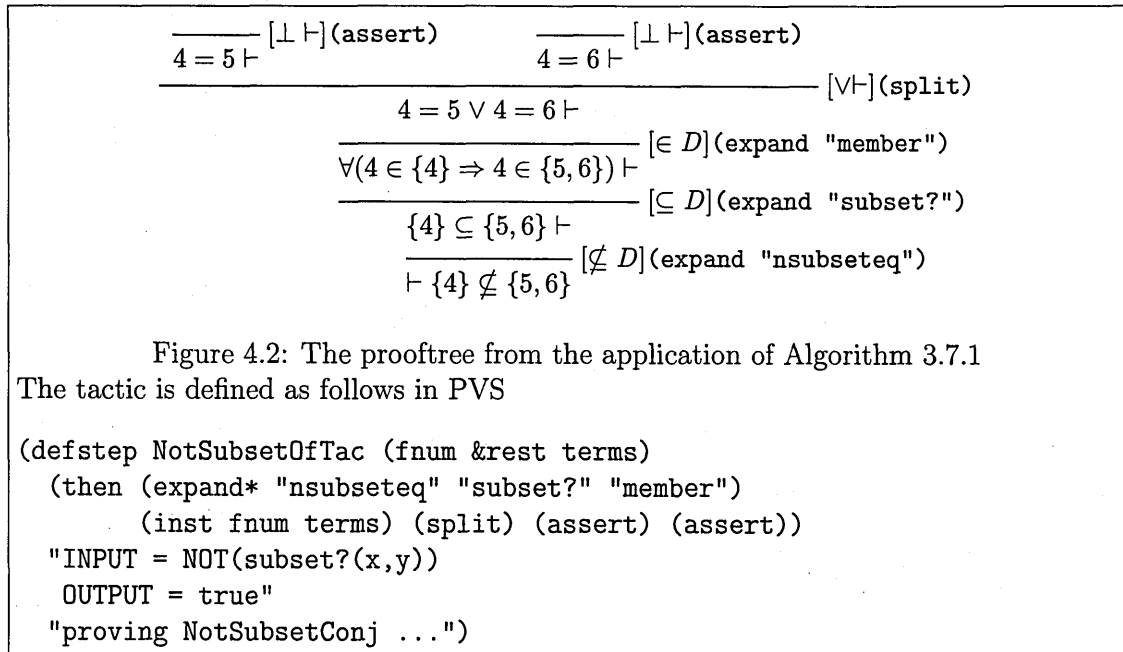 [⊥ ⊢](assert) [⊥ ⊢](assert)
4 = 5 ⊢ 4 = 6 ⊢
[∨⊢](split)
4 = 5 ∨ 4 = 6 ⊢
[∈ D](expand "member")
∀(4 ∈ {4} ⇒ 4 ∈ {5, 6}) ⊢
[⊆ D](expand "subset?")
{4} ⊆ {5, 6} ⊢
[⊈ D](expand "nsubseteq")
⊢ {4} ⊈ {5, 6}
Figure 4.2: The prooftree from the application of Algorithm 3.7.1
The tactic is defined as follows in PVS
(defstep NotSubsetOfTac (fnum &rest terms)
(then (expand* "nsubseteq" "subset?" "member")
(inst fnum terms) (split) (assert) (assert))
"INPUT = NOT(subset?(x,y))
OUTPUT = true"
"proving NotSubsetConj ...")